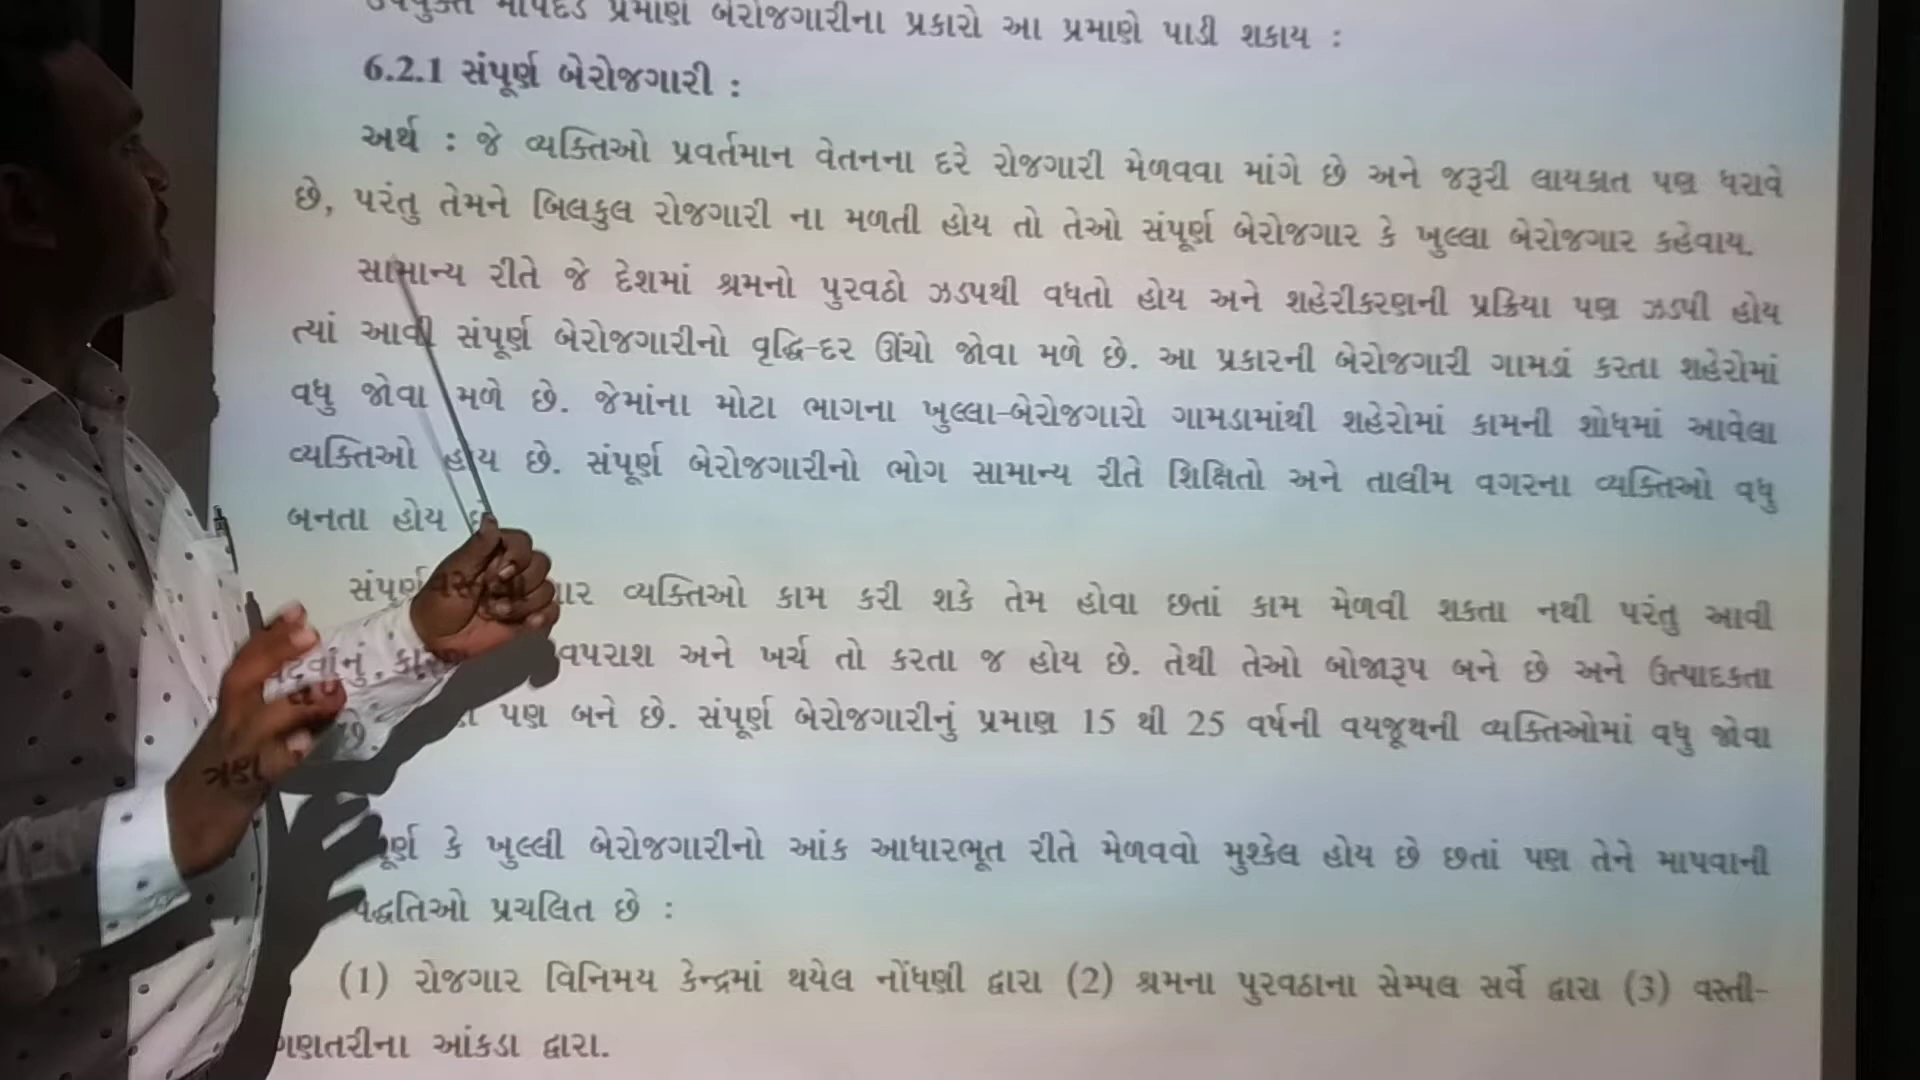 ઉપર્યુક્ત માપદંડ પ્રમાણે બેરોજગારીના પ્રકારો આ પ્રમાણે પાડી શકાય :
6.2.1 સંપૂર્ણ બેરોજગારી :
અર્થ : જે વ્યક્તિઓ પ્રવર્તમાન વેતનના દરે રોજગારી મેળવવા માંગે છે અને જરૂરી લાયકાત પણ ધરાવે
છે, પરંતુ તેમને બિલકુલ રોજગારી ના મળતી હોય તો તેઓ સંપૂર્ણ બેરોજગાર કે ખુલ્લા બેરોજગાર કહેવાય.
સામાન્ય રીતે જે દેશમાં શ્રમનો પુરવઠો ઝડપથી વધતો હોય અને શહેરીકરણની પ્રક્રિયા પણ ઝડપી હોય
ત્યાં આવી સંપૂર્ણ બેરોજગારીનો વૃદ્ધિ-દર ઊંચો જોવા મળે છે. આ પ્રકારની બેરોજગારી ગામડાં કરતા શહેરોમાં
વધુ જોવા મળે છે. જેમાંના મોટા ભાગના ખુલ્લા-બેરોજગારો ગામડામાંથી શહેરોમાં કામની શોધમાં આવેલા
વ્યક્તિઓ હોય છે. સંપૂર્ણ બેરોજગારીનો ભોગ સામાન્ય રીતે શિક્ષિતો અને તાલીમ વગરના વ્યક્તિઓ વધુ
બનતા હોય છે
સંપૂર્ણ ગાર વ્યક્તિઓ કામ કરી શકે તેમ હોવા છતાં કામ મેળવી શકતા નથી પરંતુ આવી
વપરાશ અને ખર્ચ તો કરતા જ હોય છે. તેથી તેઓ બોજારૂપ બને છે અને ઉત્પાદકતા
ઘટવાનું કારણ પણ બને છે. સંપૂર્ણ બેરોજગારીનું પ્રમાણ 15 થી 25 વર્ષની વયજૂથની વ્યક્તિઓમાં વધુ જોવા
છે.
સંપૂર્ણ કે ખુલ્લી બેરોજગારીનો આંક આધારભૂત રીતે મેળવવો મુશ્કેલ હોય છે છતાં પણ તેને માપવાની
ત્રણ પદ્ધતિઓ પ્રચલિત છે :
(1) રોજગાર વિનિમય કેન્દ્રમાં થયેલ નોંધણી દ્વારા (2) શ્રમના પુરવઠાના સેમ્પલ સર્વે દ્વારા (3) વસ્તી-
ગણતરીના આંકડા દ્વારા.